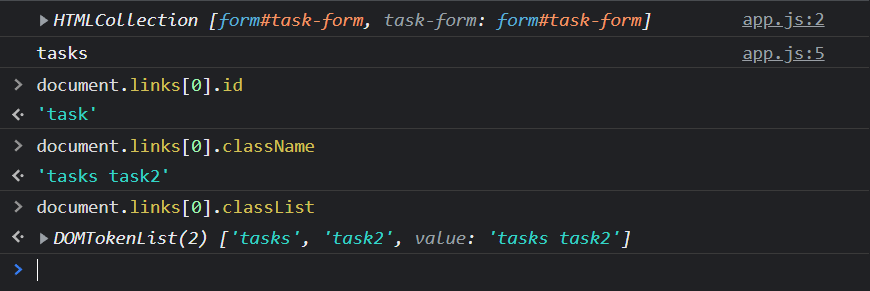 ▶HTMLCollection [form#task-form, task-form: form#task-form] app.js:2
tasks app.js:5
> document.links[0].id
<· 'task'
> document.links[0].className
<· 'tasks task2'
> document.links[0].classList
<· ▶DOMTokenList(2) ['tasks', 'task2', value: 'tasks task2']
>